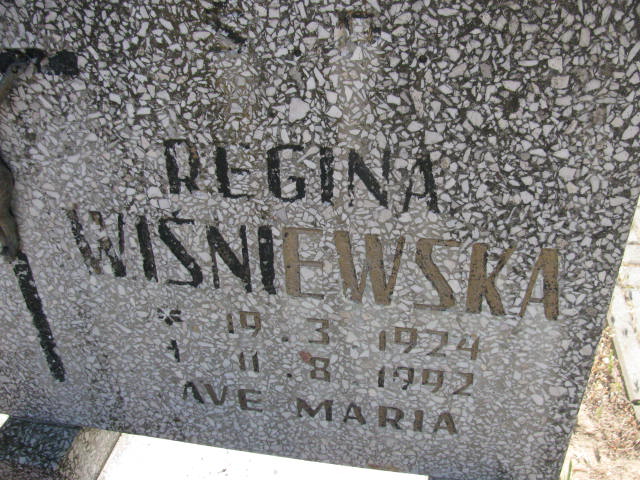 REGINA
WIŚNIEWSKA
* 19.3 1924
† 11.8 1992
AVE MARIA